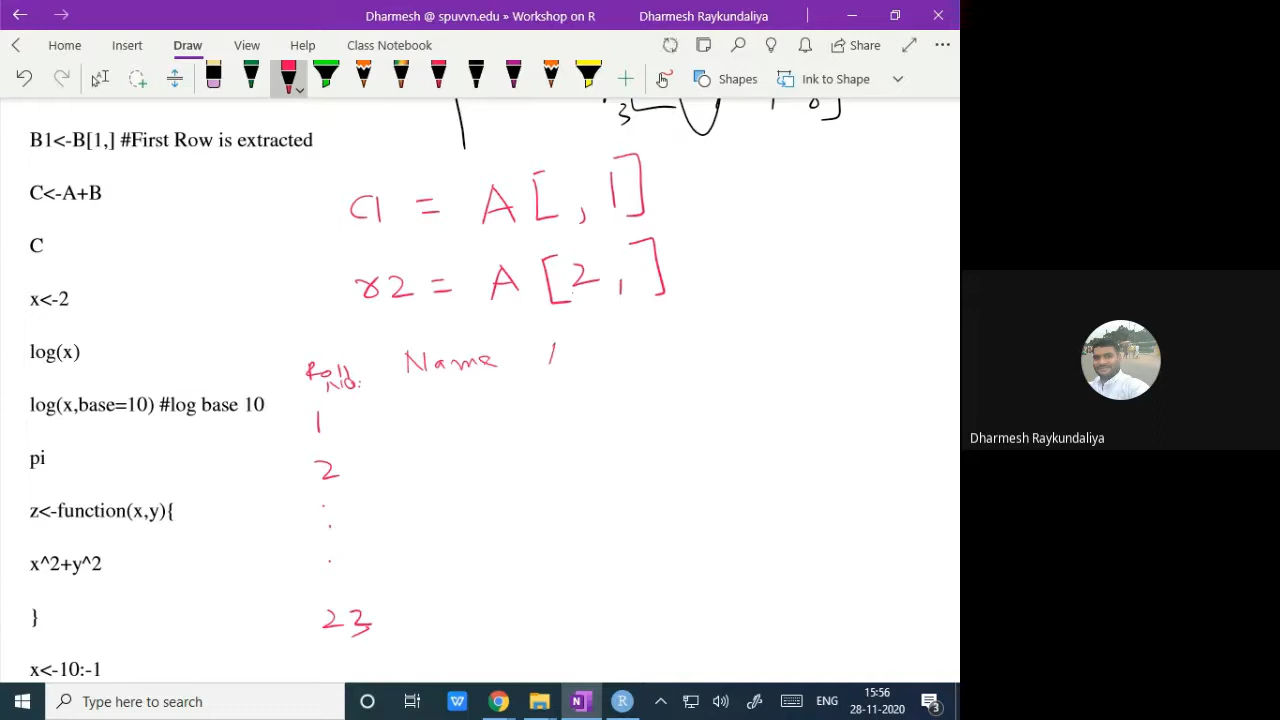 Dharmesh @ spuvvn.edu » Workshop on R
Dharmesh Raykundaliya
Home Insert Draw View Help Class Notebook
Share
Shapes
Ink to Shape
3
B1<-B[1,] #First Row is extracted
C<-A+B
C1 = A[,1]
C
r2 = A[2,]
x<-2
log(x)
Roll No. Name
log(x,base=10) #log base 10
1
Dharmesh Raykundaliya
pi
2
z<-function(x,y){
x^2+y^2
}
23
x<-10:-1
Type here to search
ENG
15:56
28-11-2020
3